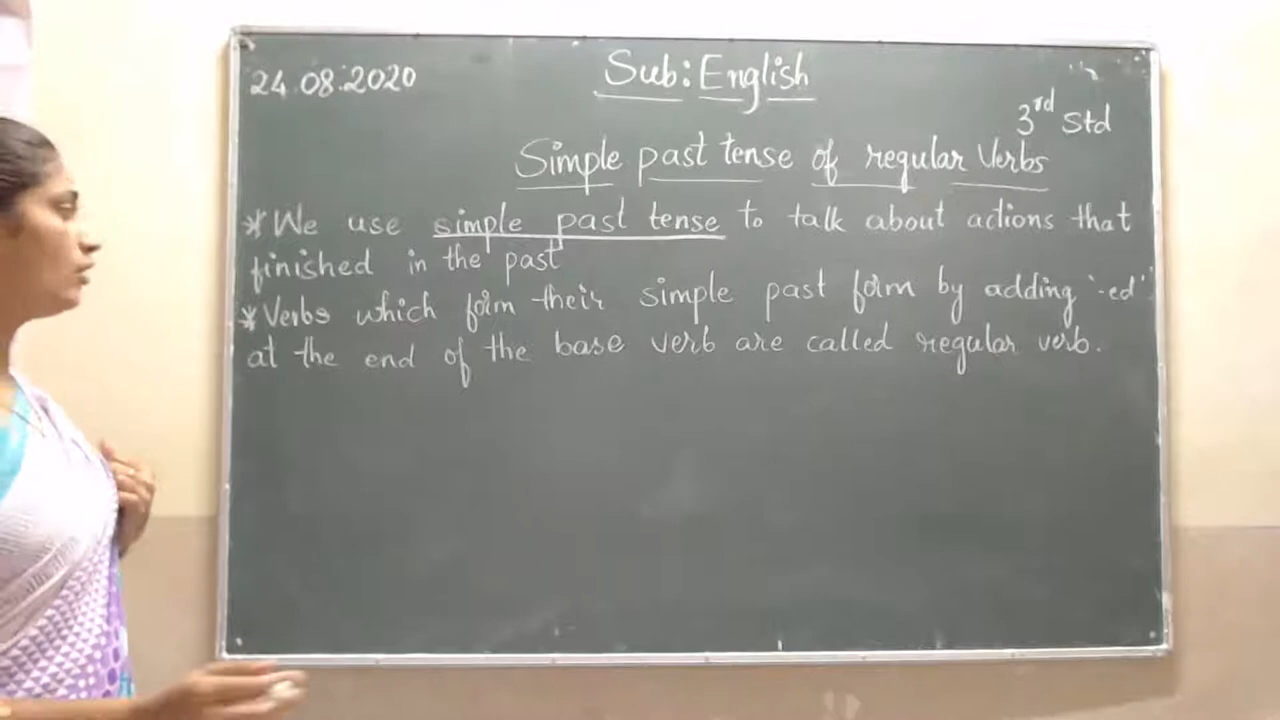 24.08.2020
Sub: English
3rd Std
Simple past tense of regular Verbs
*We use simple past tense to talk about actions that
finished in the past
*Verbs which form their simple past form by adding '-ed''
at the end of the base verb are called regular verb.